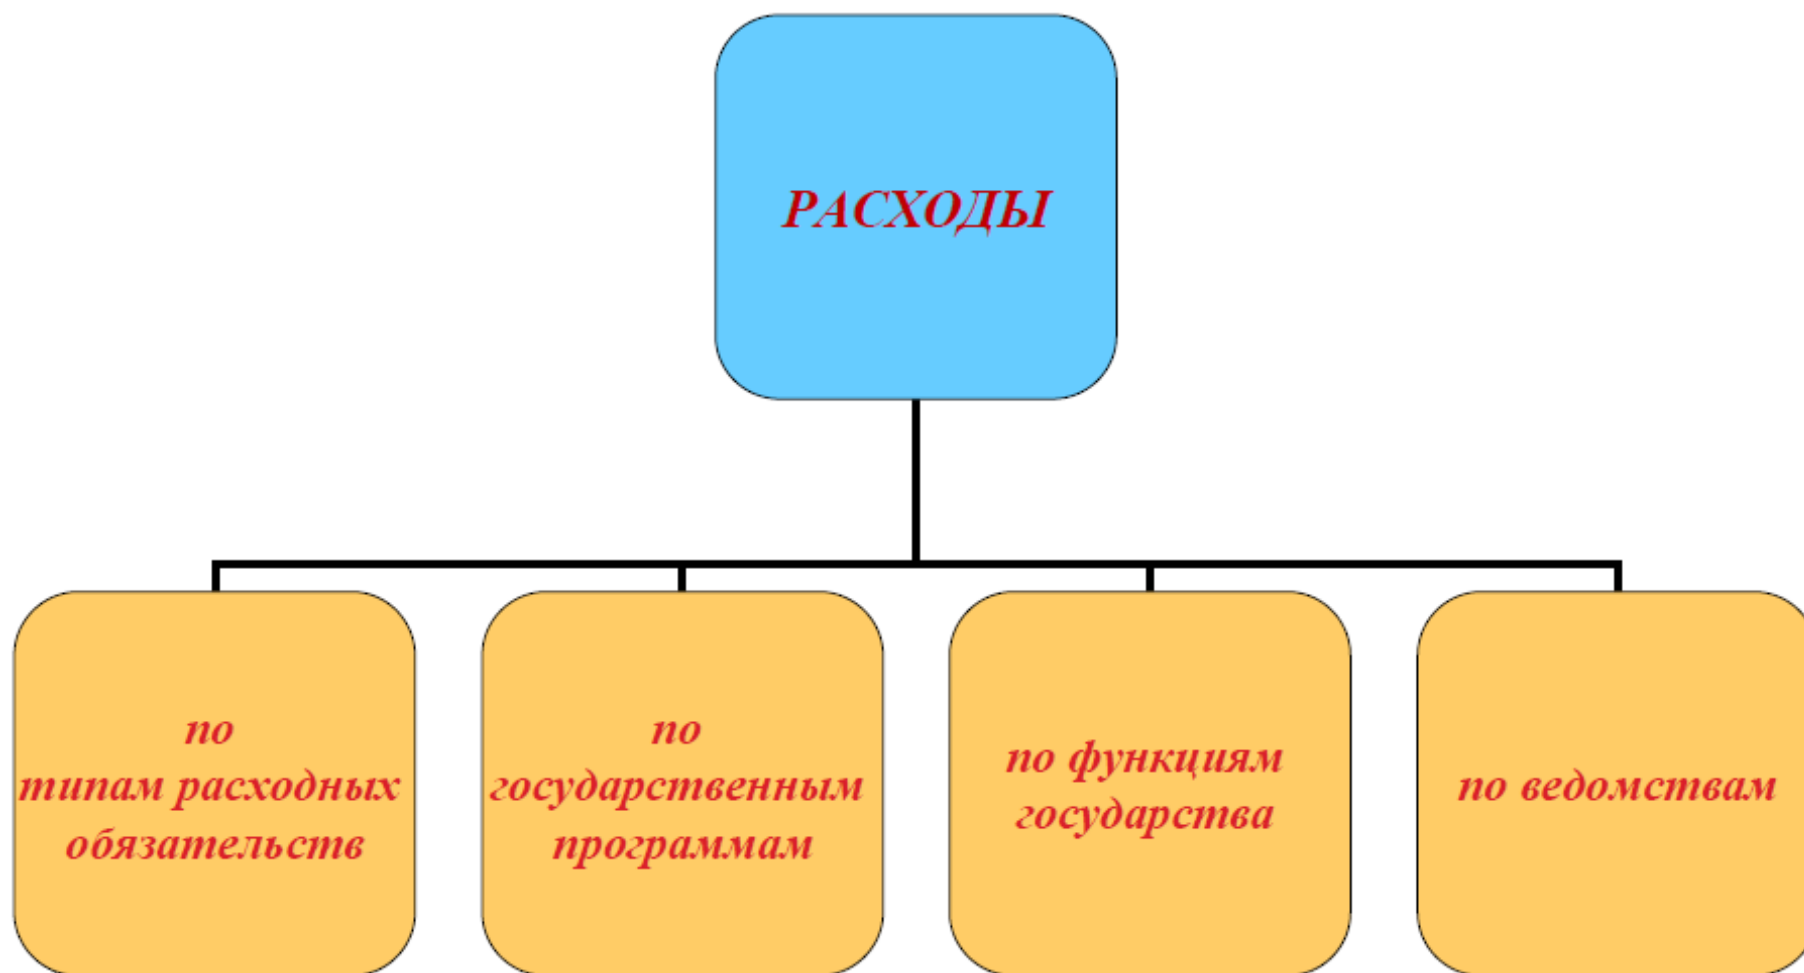 РАСХОДЫ
по
типам расходных
обязательств
по
государственным
программам
по функциям
государства
по ведомствам